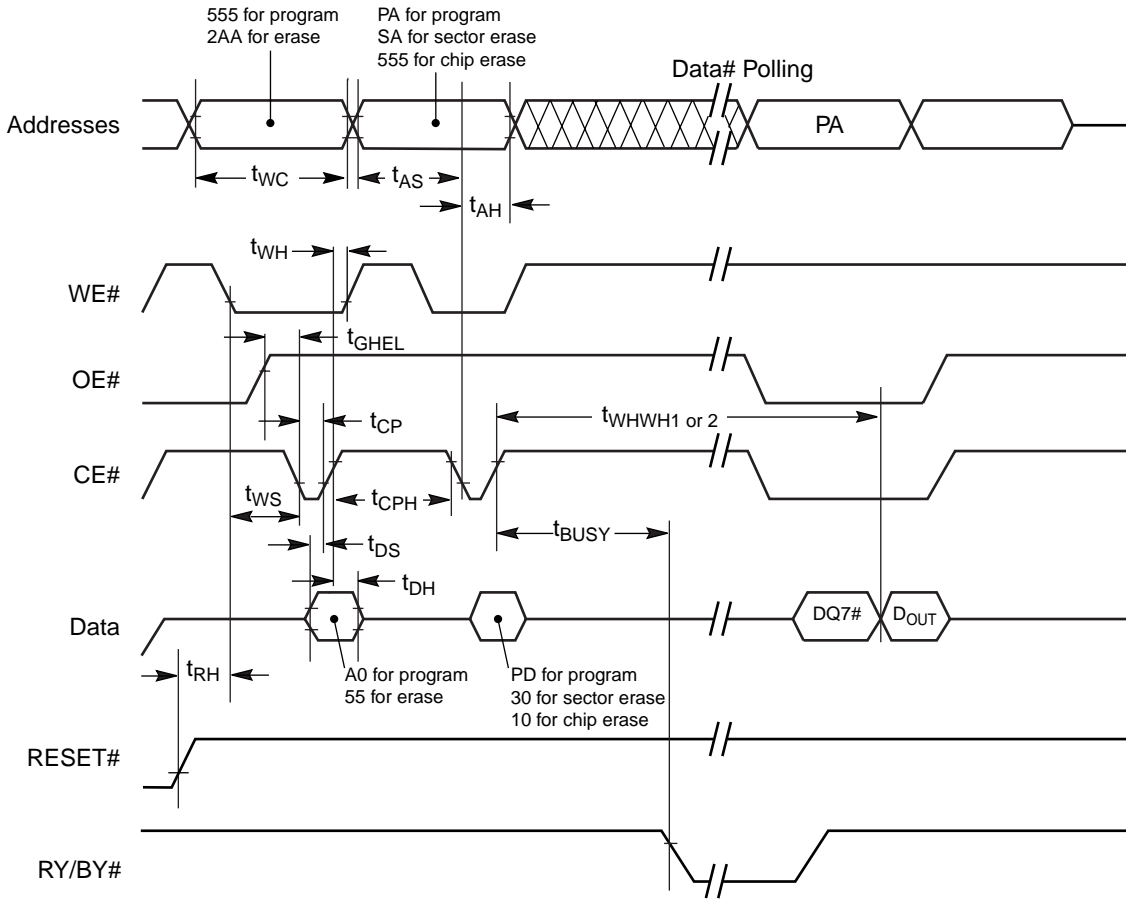 555 for program
2AA for erase
PA for program
SA for sector erase
555 for chip erase
Data# Polling
Addresses
PA
tWC
tAS
tAH
tWH
WE#
tGHEL
OE#
tCP
tWHWH1 or 2
CE#
tWS
tCPH
tBUSY
tDS
tDH
Data
DQ7#
DOUT
tRH
A0 for program
55 for erase
PD for program
30 for sector erase
10 for chip erase
RESET#
RY/BY#